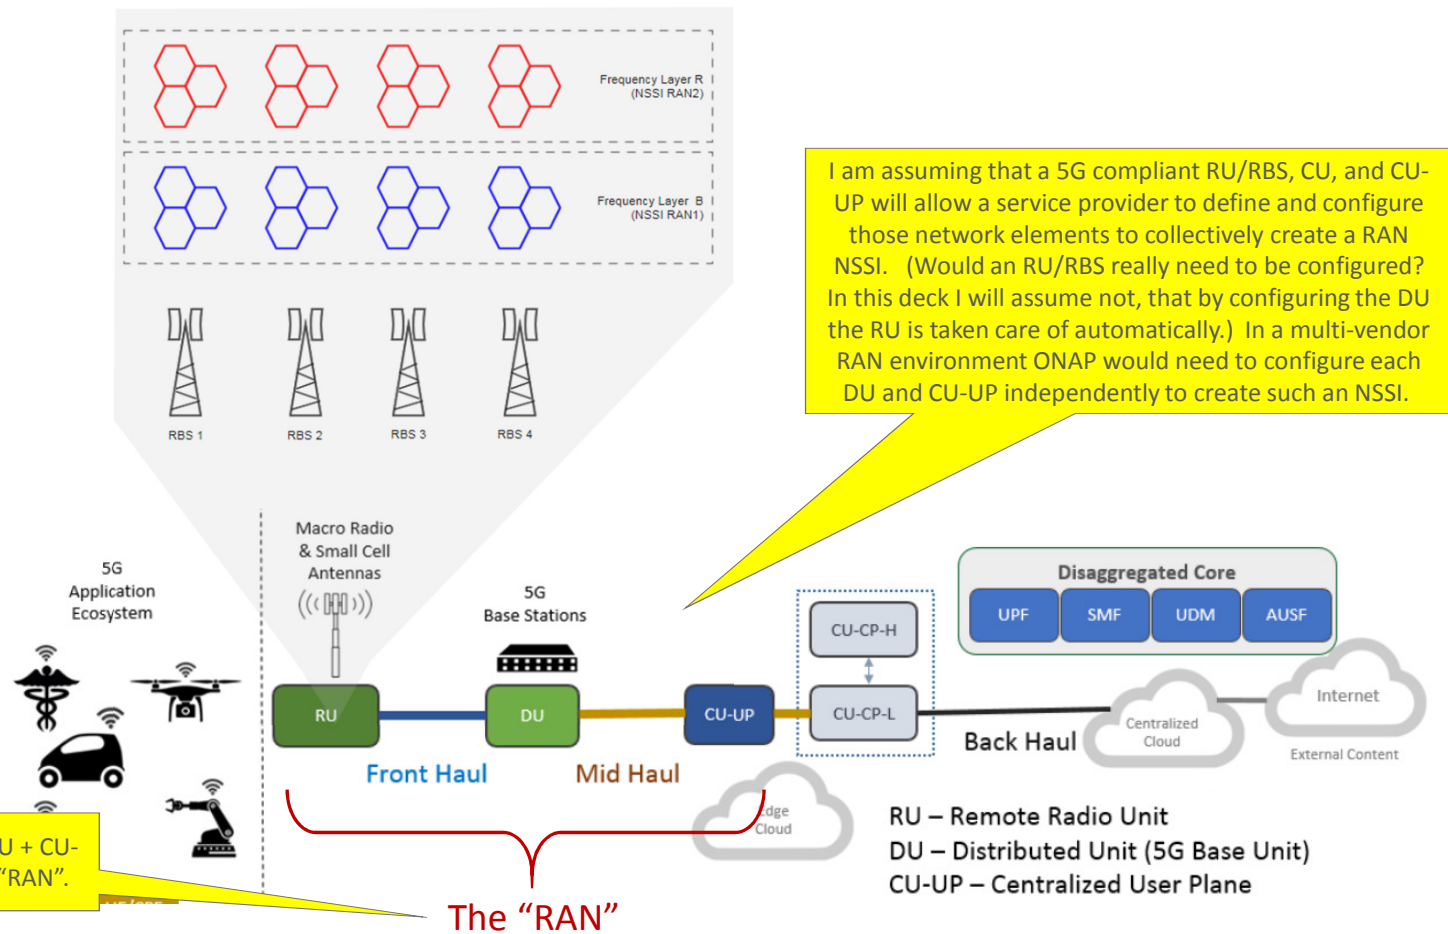 Frequency Layer R
(NSSI RAN2)
Frequency Layer B
(NSSI RAN1)
I am assuming that a 5G compliant RU/RBS, CU, and CU-
UP will allow a service provider to define and configure
those network elements to collectively create a RAN
NSSI. (Would an RU/RBS really need to be configured?
In this deck I will assume not, that by configuring the DU
the RU is taken care of automatically.) In a multi-vendor
RAN environment ONAP would need to configure each
DU and CU-UP independently to create such an NSSI.
RBS 1
RBS 2
RBS 3
RBS 4
Macro Radio
& Small Cell
Antennas
5G
Application
Ecosystem
5G
Base Stations
Disaggregated Core
UPF
SMF
UDM
AUSF
CU-CP-H
RU
DU
CU-UP
CU-CP-L
Internet
Centralized
Cloud
Back Haul
External Content
Front Haul
Mid Haul
Edge
Cloud
RU – Remote Radio Unit
DU – Distributed Unit (5G Base Unit)
CU-UP – Centralized User Plane
U + CU-
“RAN”.
The “RAN”